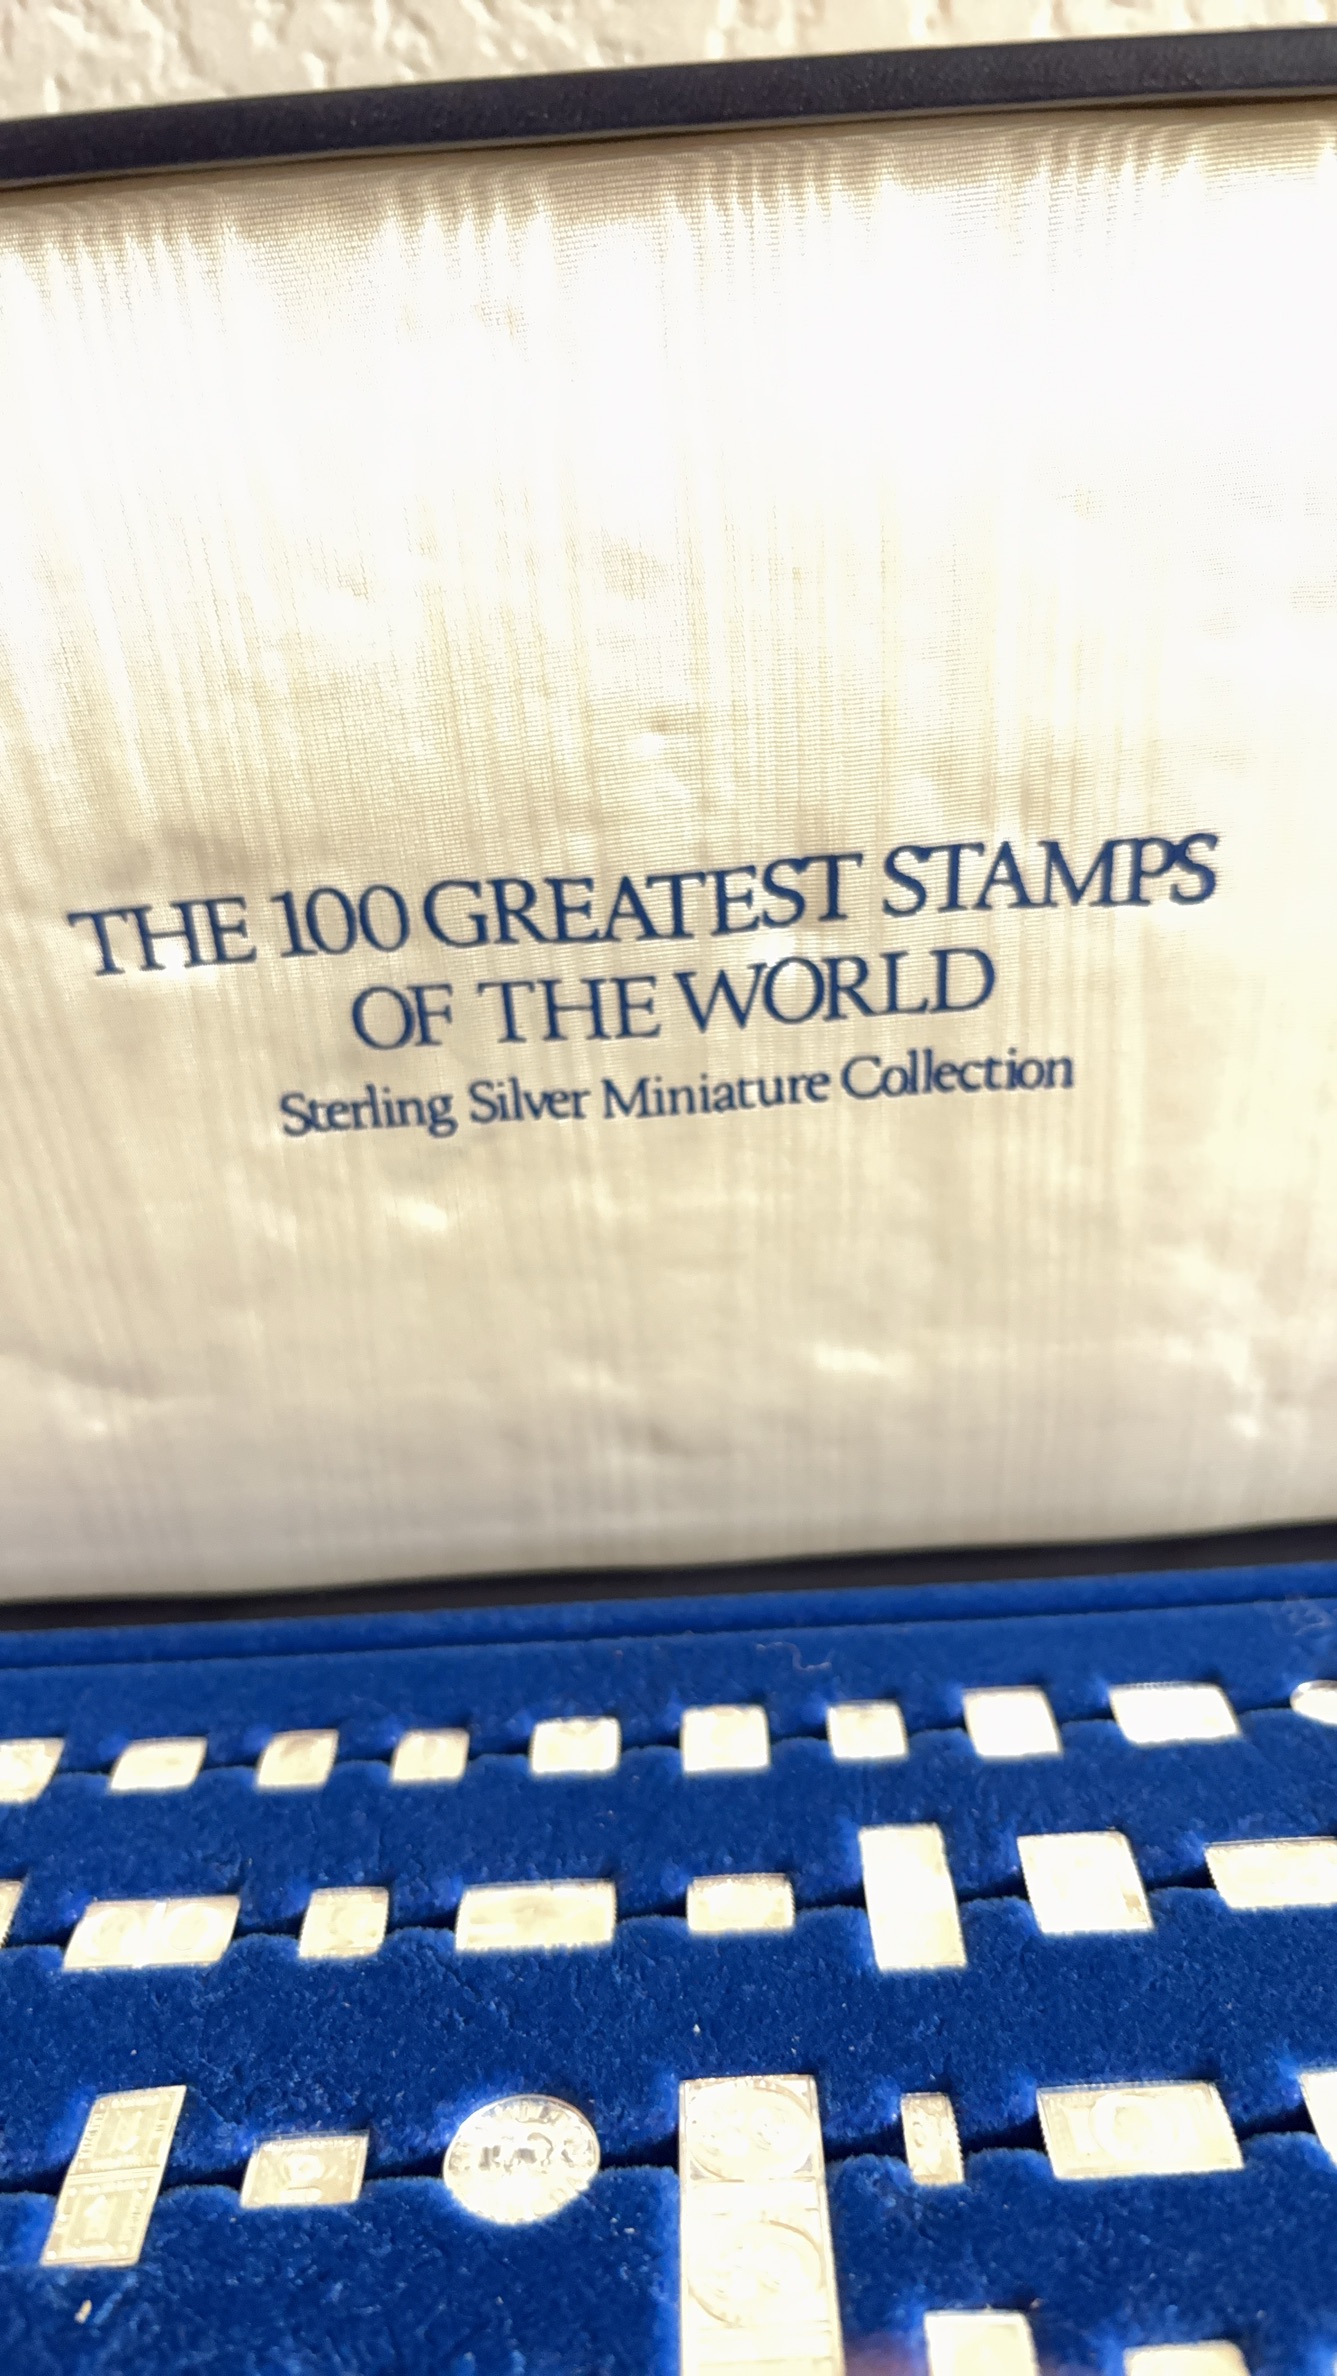 THE 100 GREATEST STAMPS
OF THE WORLD
Sterling Silver Miniature Collection